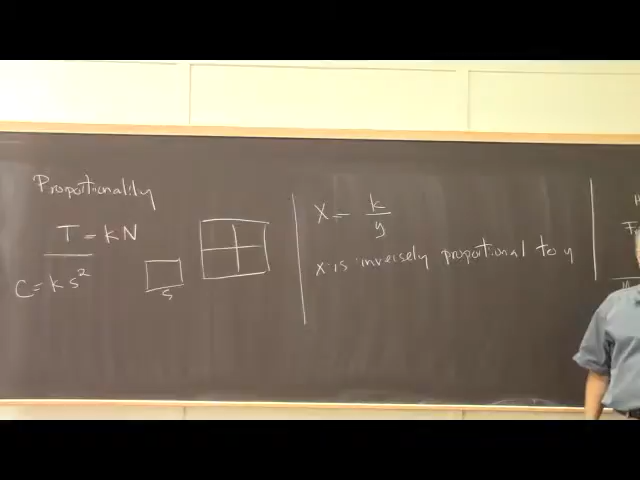 Proportionality
T = kN
C = ks²
s
x = k/y
x is inversely proportional to y